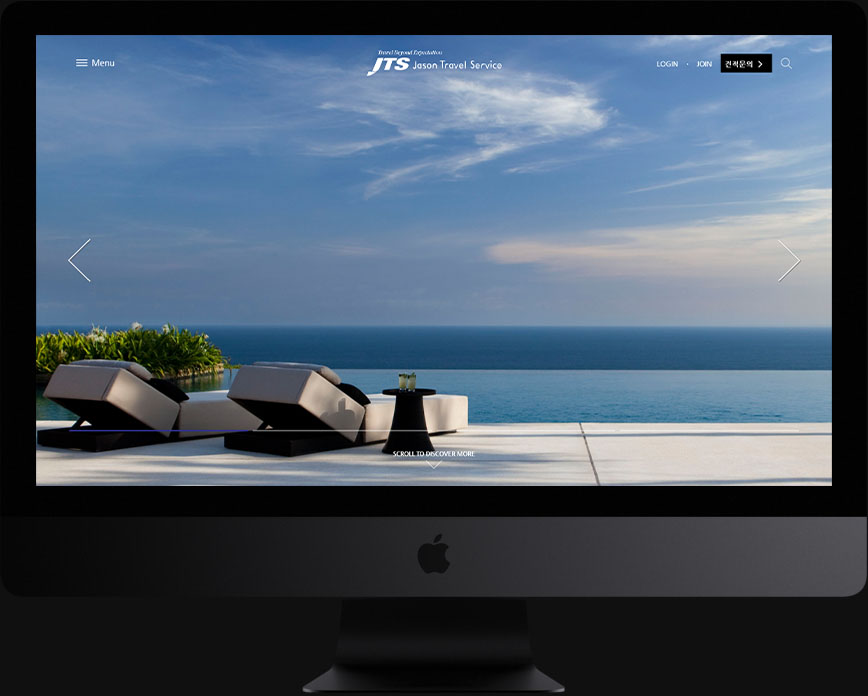 Menu
Travel Beyond Expectation
JTS Jason Travel Service
LOGIN · JOIN
견적문의
SCROLL TO DISCOVER MORE